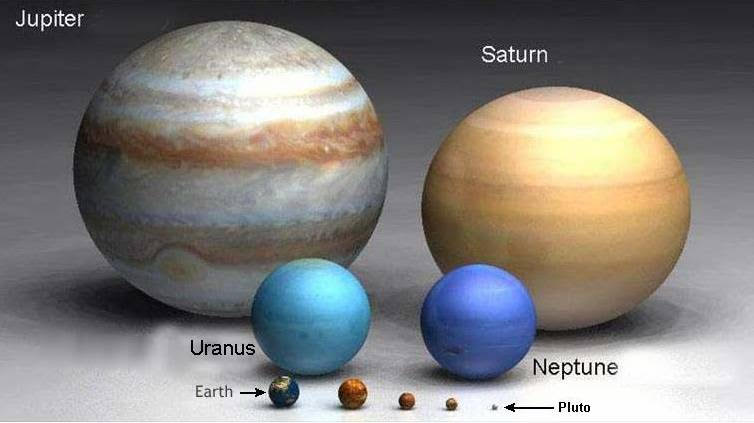 Jupiter
Saturn
Uranus
Neptune
Earth
Pluto